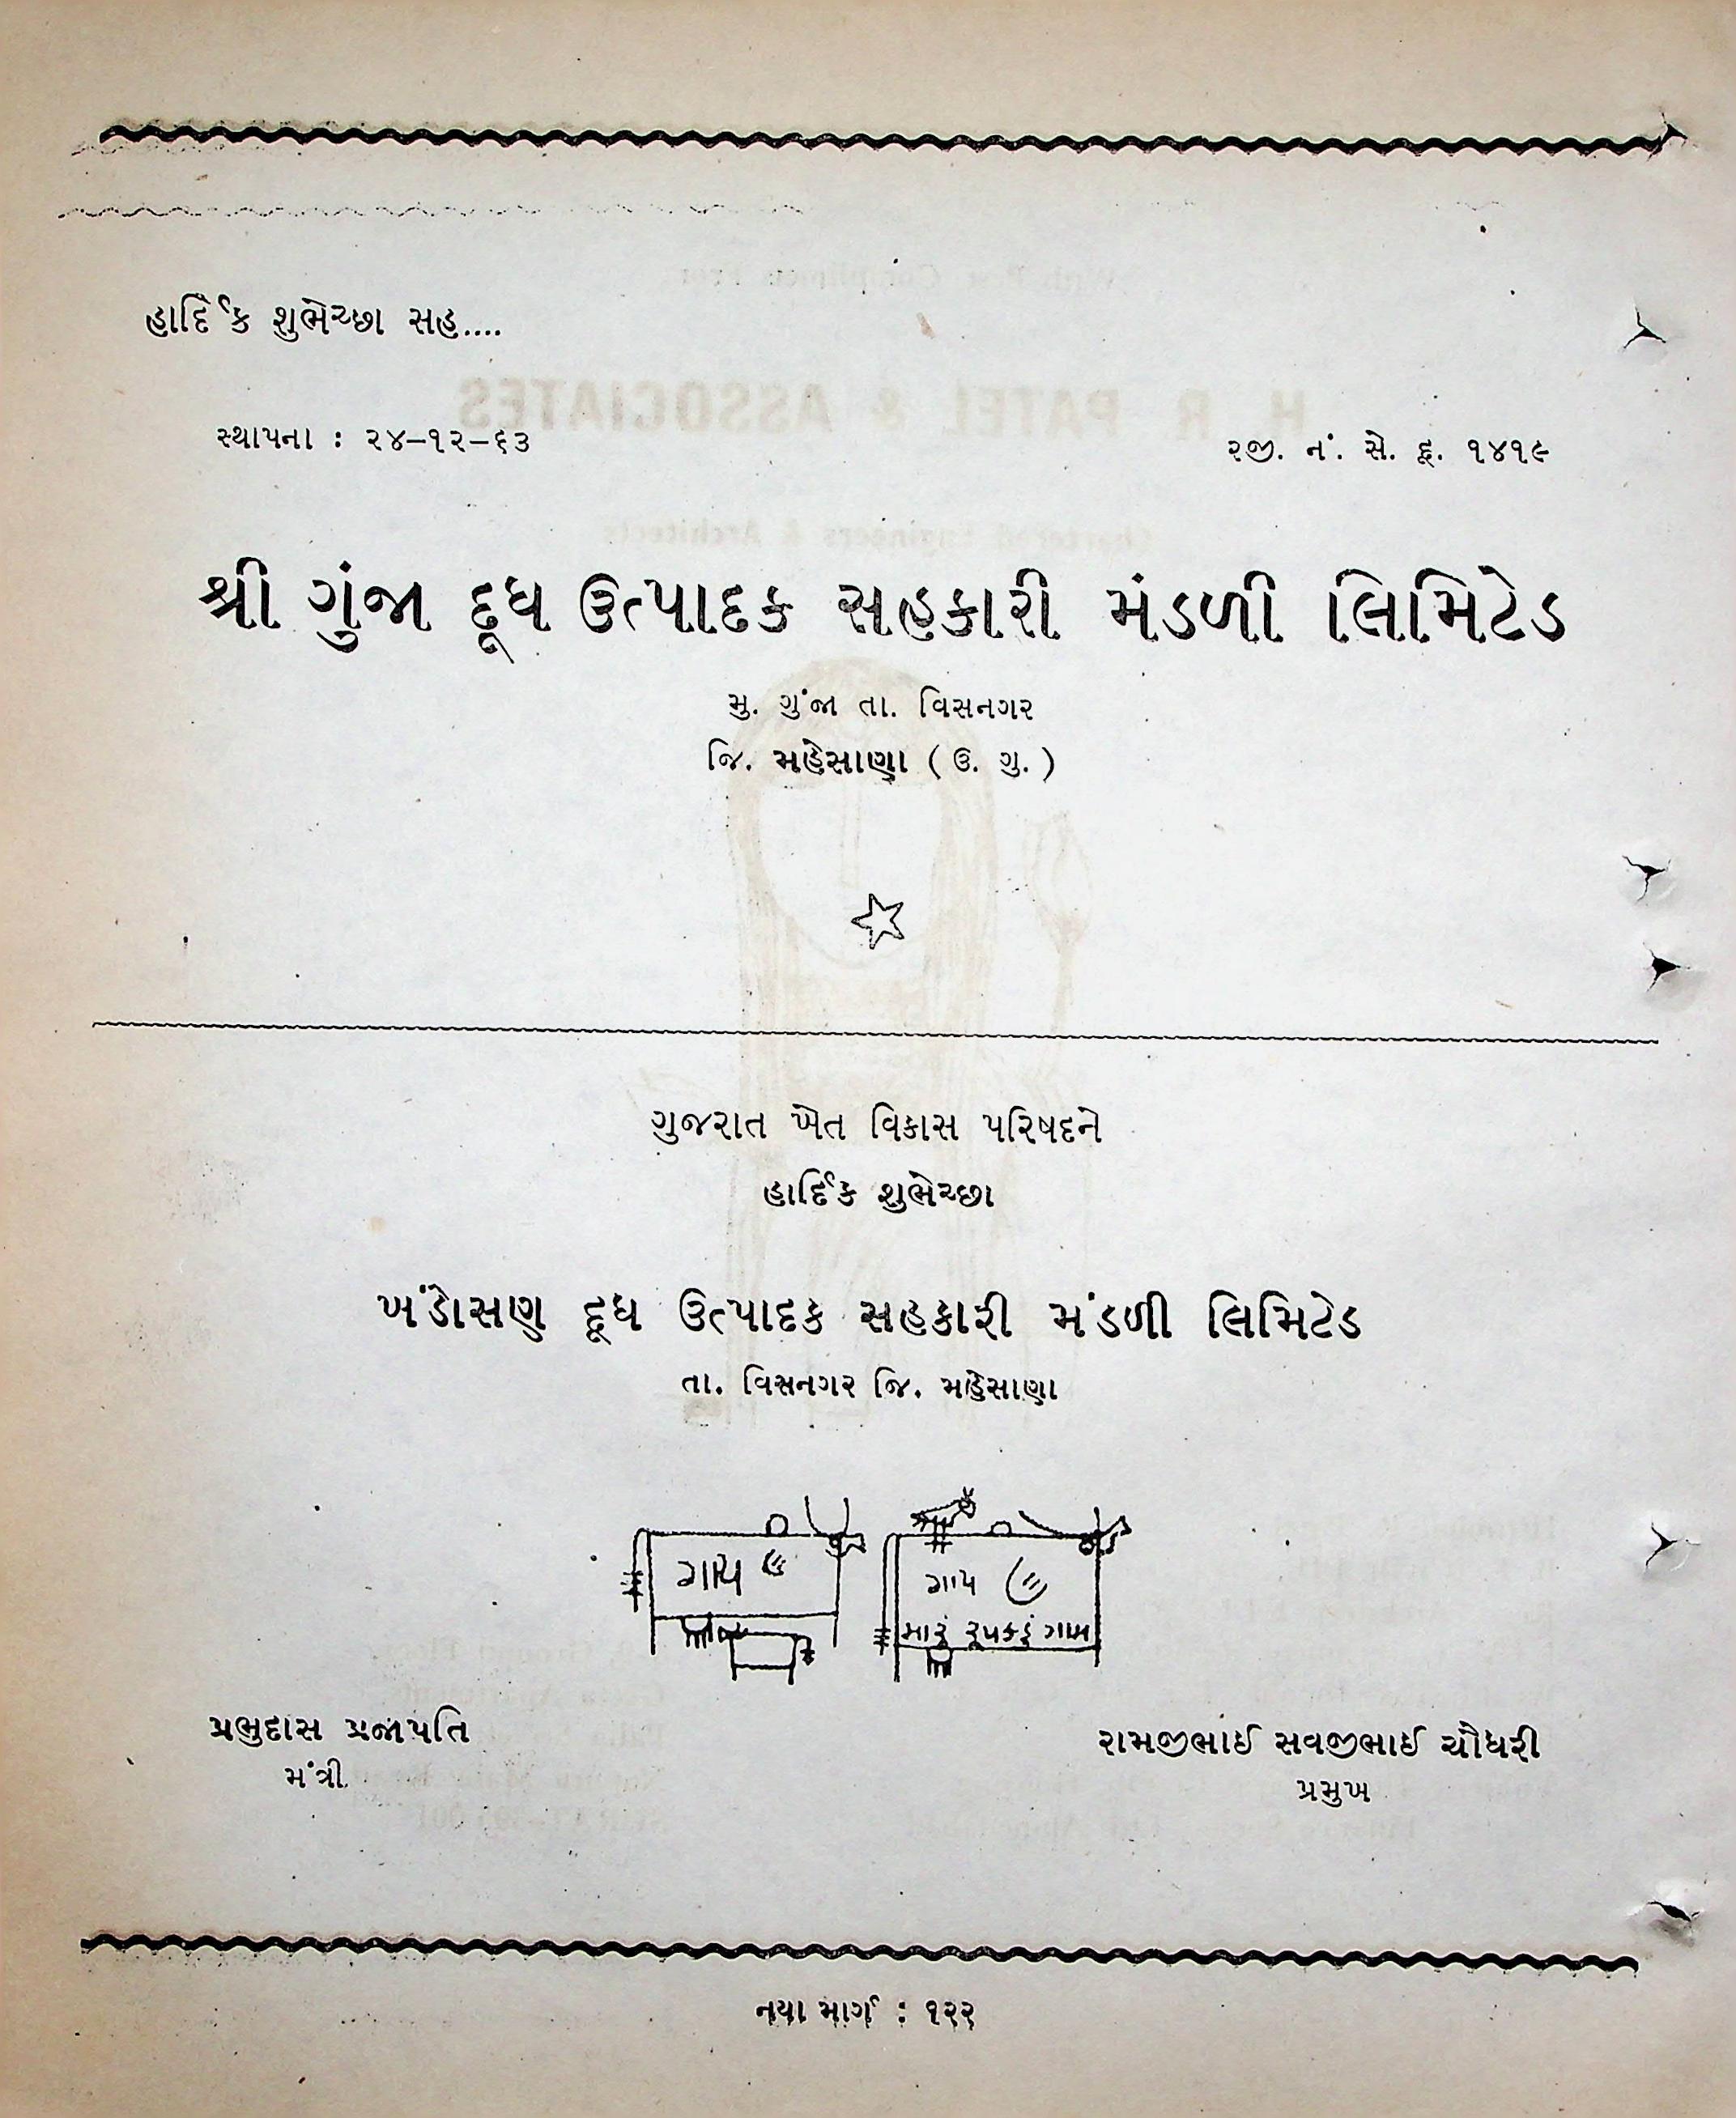 હાર્દિક શુભેચ્છા સહ....
સ્થાપના : ૨૪–૧૨–૬૩
રજી. નં. સે. દૂ. ૧૪૧૯
શ્રી ગુંજા દૂધ ઉત્પાદક સહકારી મંડળી લિમિટેડ
મુ. ગુંજા તા. વિસનગર
જિ. મહેસાણા ( ઉ. ગુ. )
ગુજરાત ખેત વિકાસ પરિષદને
હાર્દિક શુભેચ્છા
ખંડોસણ દૂધ ઉત્પાદક સહકારી મંડળી લિમિટેડ
તા. વિસનગર જિ. મહેસાણા
ગાય
ગાય
મારું રૂપકડું ગામ
પ્રભુદાસ પ્રજાપતિ
મંત્રી
રામજીભાઈ સવજીભાઈ ચૌધરી
પ્રમુખ
નયા માર્ગ : ૧૨૨